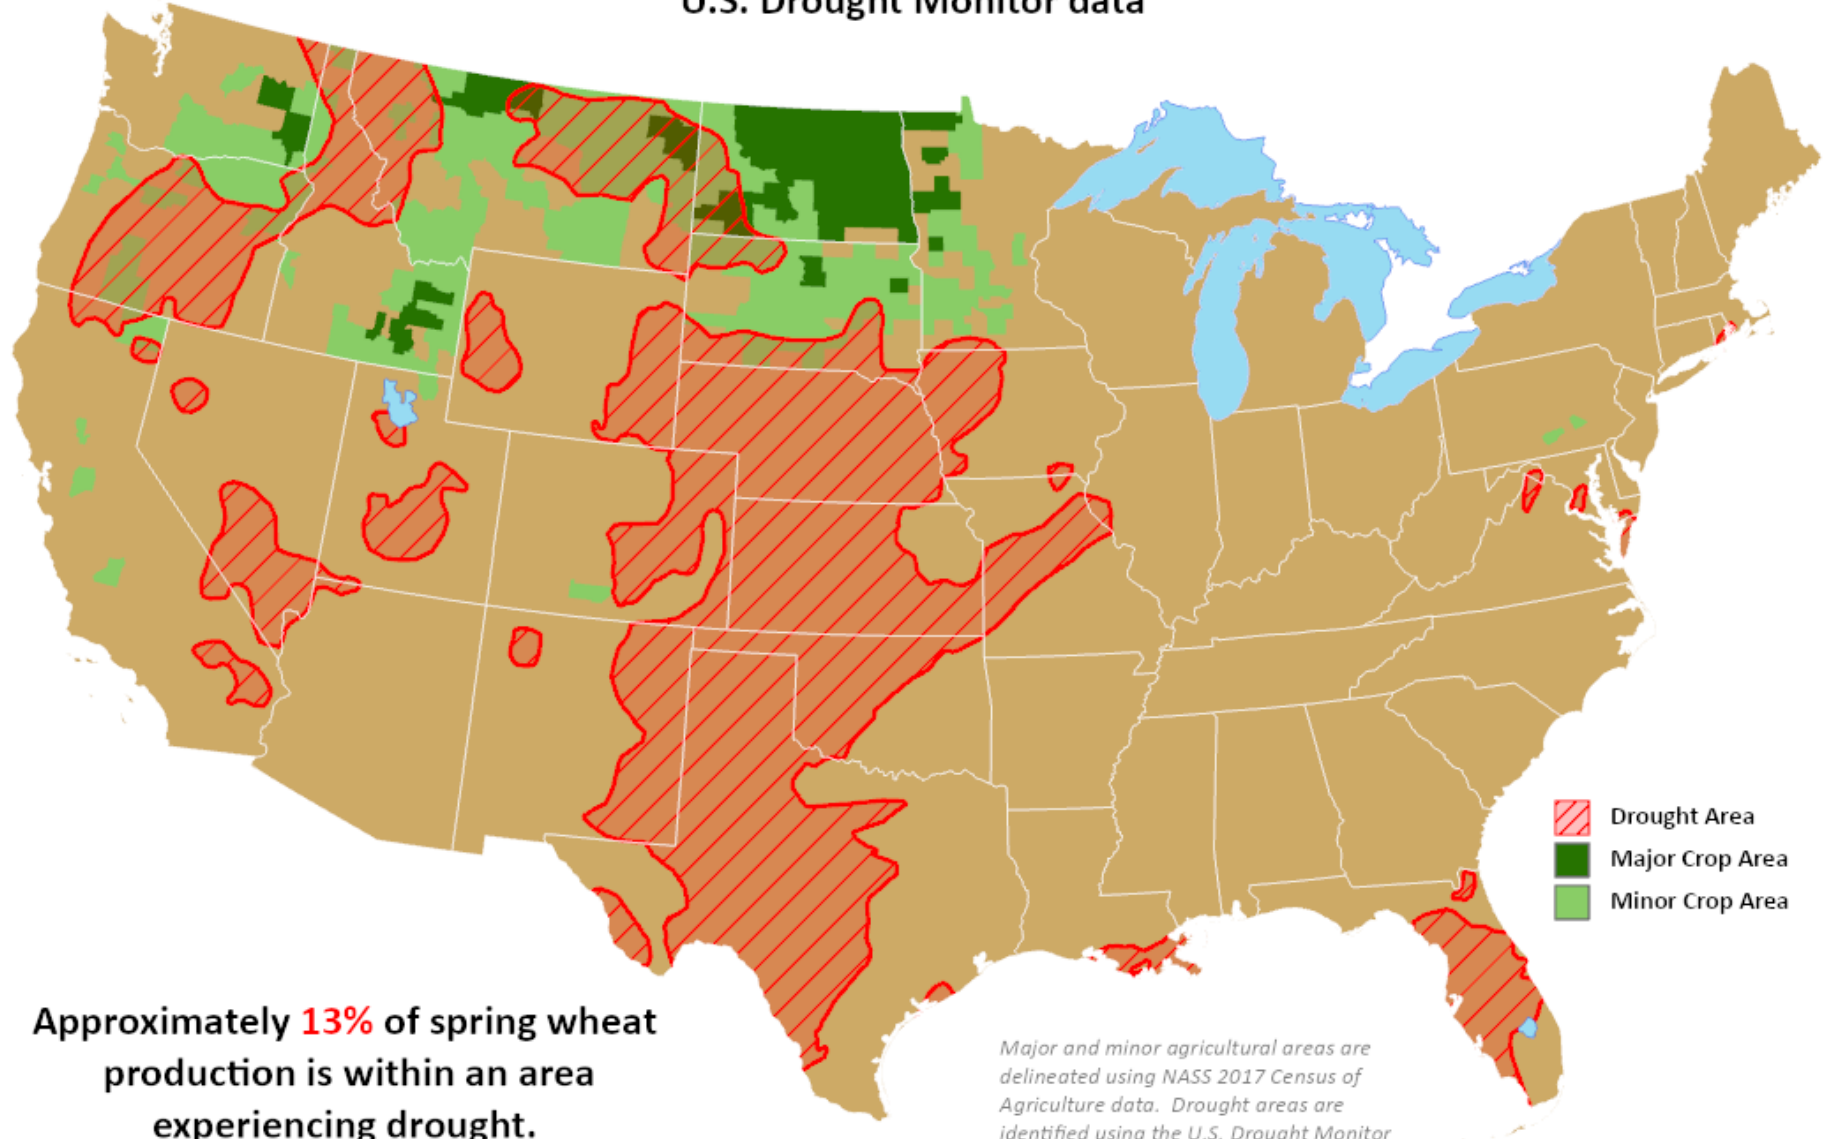 U.S. Drought Monitor data
Drought Area
Major Crop Area
Minor Crop Area
Approximately 13% of spring wheat
production is within an area
experiencing drought.
Major and minor agricultural areas are
delineated using NASS 2017 Census of
Agriculture data. Drought areas are
identified using the U.S. Drought Monitor